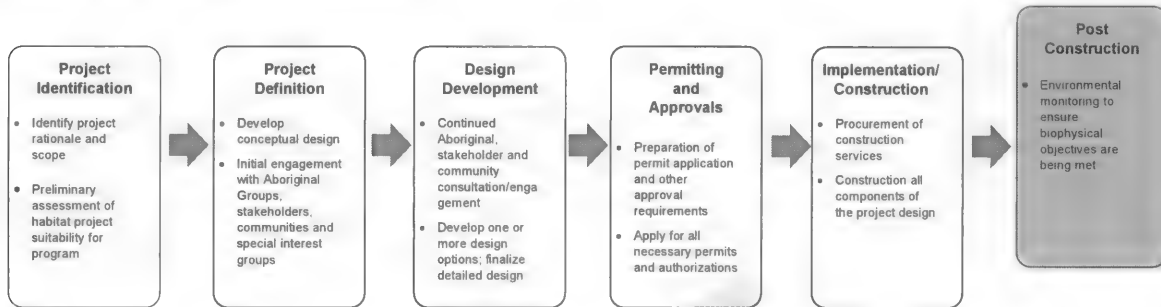 Project
Identification
• Identify project
rationale and
scope
• Preliminary
assessment of
habitat project
suitability for
program
Project
Definition
• Develop
conceptual design
• Initial engagement
with Aboriginal
Groups,
stakeholders,
communities and
special interest
groups
Design
Development
• Continued
Aboriginal,
stakeholder and
community
consultation/enga
gement
• Develop one or
more design
options; finalize
detailed design
Permitting
and
Approvals
• Preparation of
permit application
and other
approval
requirements
• Apply for all
necessary permits
and authorizations
Implementation/
Construction
• Procurement of
construction
services
• Construction all
components of
the project design
Post
Construction
• Environmental
monitoring to
ensure
biophysical
objectives are
being met